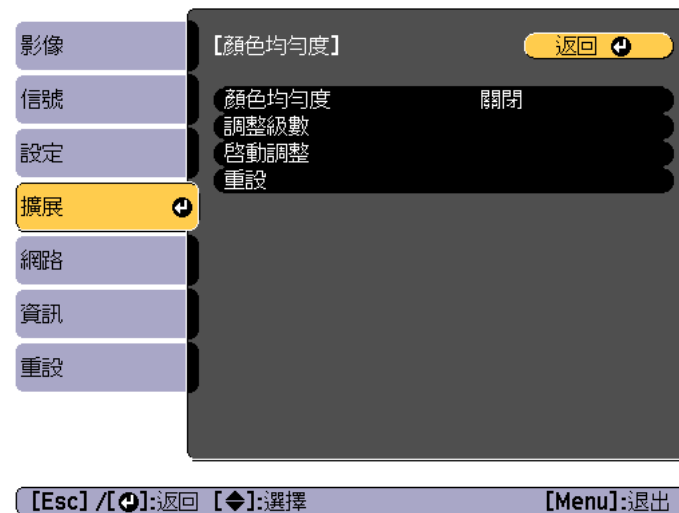 影像
信號
設定
擴展
網路
資訊
重設
[顏色均勻度]
返回
顏色均勻度 關閉
調整級數
啓動調整
重設
[Esc] /[ ]:返回 [ ]:選擇 [Menu]:退出